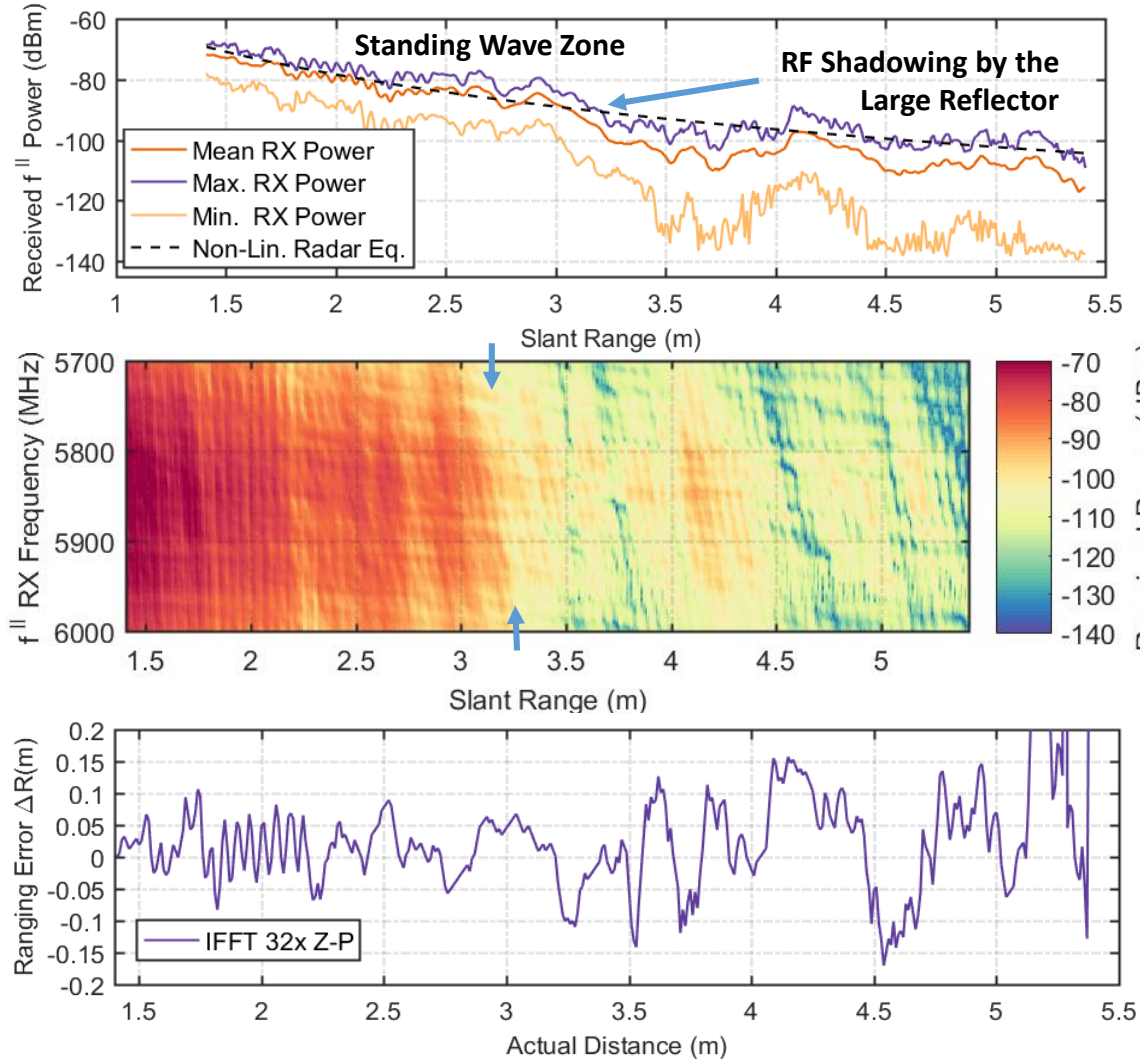 -60
-80
-100
-120
-140
Received f || Power (dBm)
Standing Wave Zone
RF Shadowing by the
Large Reflector
Mean RX Power
Max. RX Power
Min. RX Power
Non-Lin. Radar Eq.
1 1.5 2 2.5 3 3.5 4 4.5 5 5.5
Slant Range (m)
5700
5800
5900
6000
f || RX Frequency (MHz)
1.5 2 2.5 3 3.5 4 4.5 5
Slant Range (m)
-70
-80
-90
-100
-110
-120
-130
-140
0.2
0.15
0.1
0.05
0
-0.05
-0.1
-0.15
-0.2
Ranging Error ΔR(m)
IFFT 32x Z-P
1.5 2 2.5 3 3.5 4 4.5 5 5.5
Actual Distance (m)